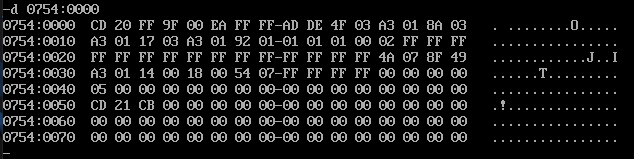 -d 0754:0000
0754:0000  CD 20 FF 9F 00 EA FF FF-AD DE 4F 03 A3 01 8A 03   . ........O.....
0754:0010  A3 01 17 03 A3 01 92 01-01 01 01 00 02 FF FF FF   ................
0754:0020  FF FF FF FF FF FF FF FF-FF FF FF FF 4A 07 8F 49   ............J..I
0754:0030  A3 01 14 00 18 00 54 07-FF FF FF FF 00 00 00 00   ......T.........
0754:0040  05 00 00 00 00 00 00 00-00 00 00 00 00 00 00 00   ................
0754:0050  CD 21 CB 00 00 00 00 00-00 00 00 00 00 00 00 00   .!..............
0754:0060  00 00 00 00 00 00 00 00-00 00 00 00 00 00 00 00   ................
0754:0070  00 00 00 00 00 00 00 00-00 00 00 00 00 00 00 00   ................
-